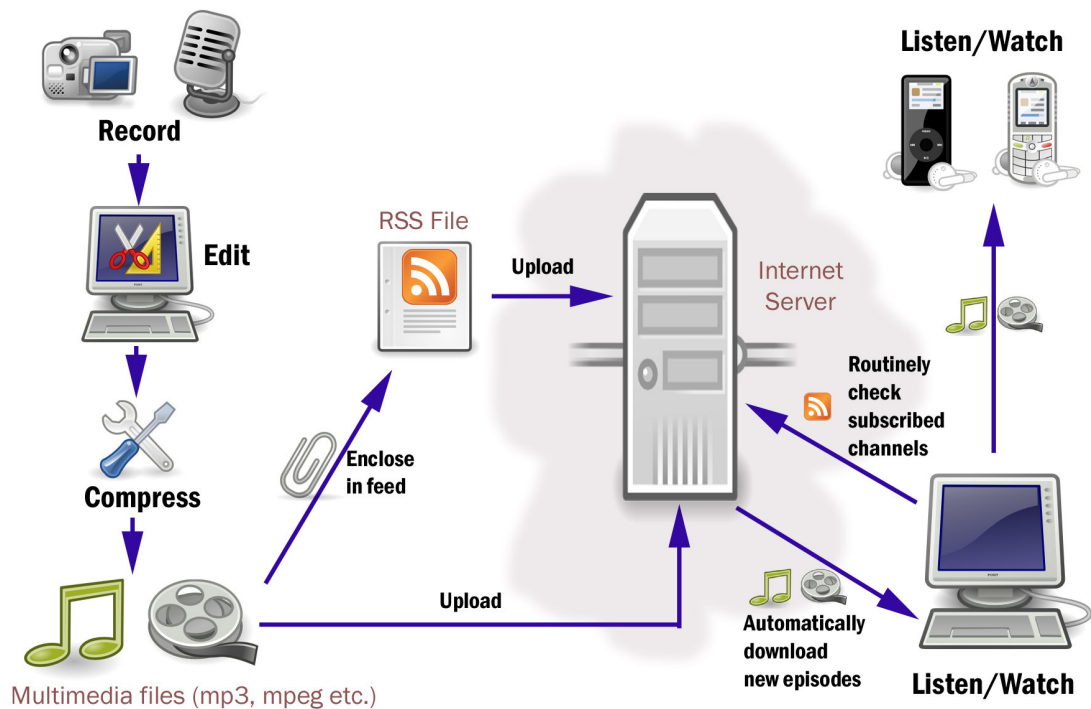 Record
Edit
Compress
Multimedia files (mp3, mpeg etc.)
Enclose
in feed
RSS File
Upload
Upload
Internet
Server
Routinely
check
subscribed
channels
Automatically
download
new episodes
Listen/Watch
Listen/Watch